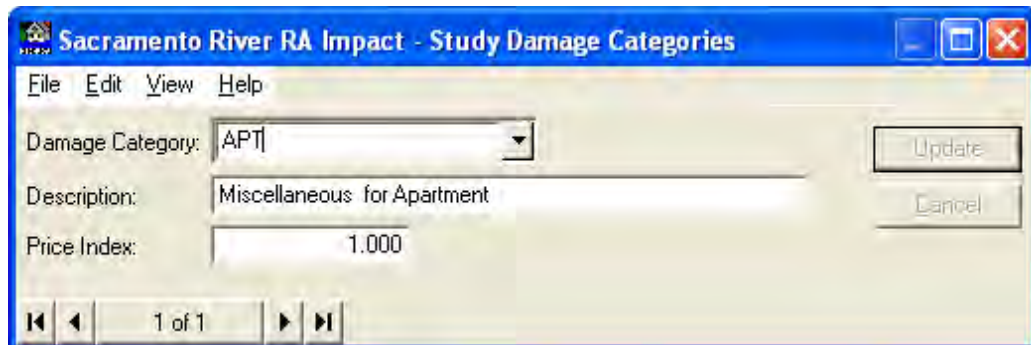 Sacramento River RA Impact - Study Damage Categories
File Edit View Help
Damage Category: APT
Update
Description: Miscellaneous for Apartment
Cancel
Price Index: 1.000
1 of 1